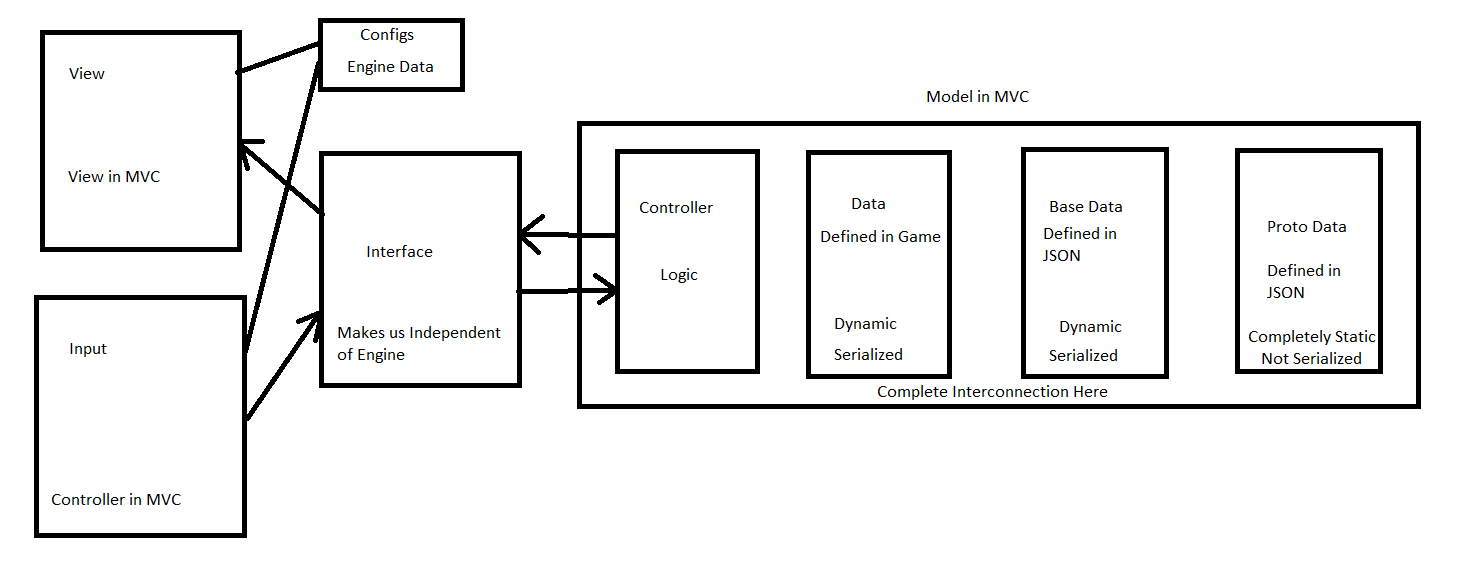 Configs
Engine Data
View
View in MVC
Input
Controller in MVC
Interface
Makes us Independent
of Engine
Model in MVC
Controller
Logic
Data
Defined in Game
Dynamic
Serialized
Base Data
Defined in
JSON
Dynamic
Serialized
Proto Data
Defined in
JSON
Completely Static
Not Serialized
Complete Interconnection Here